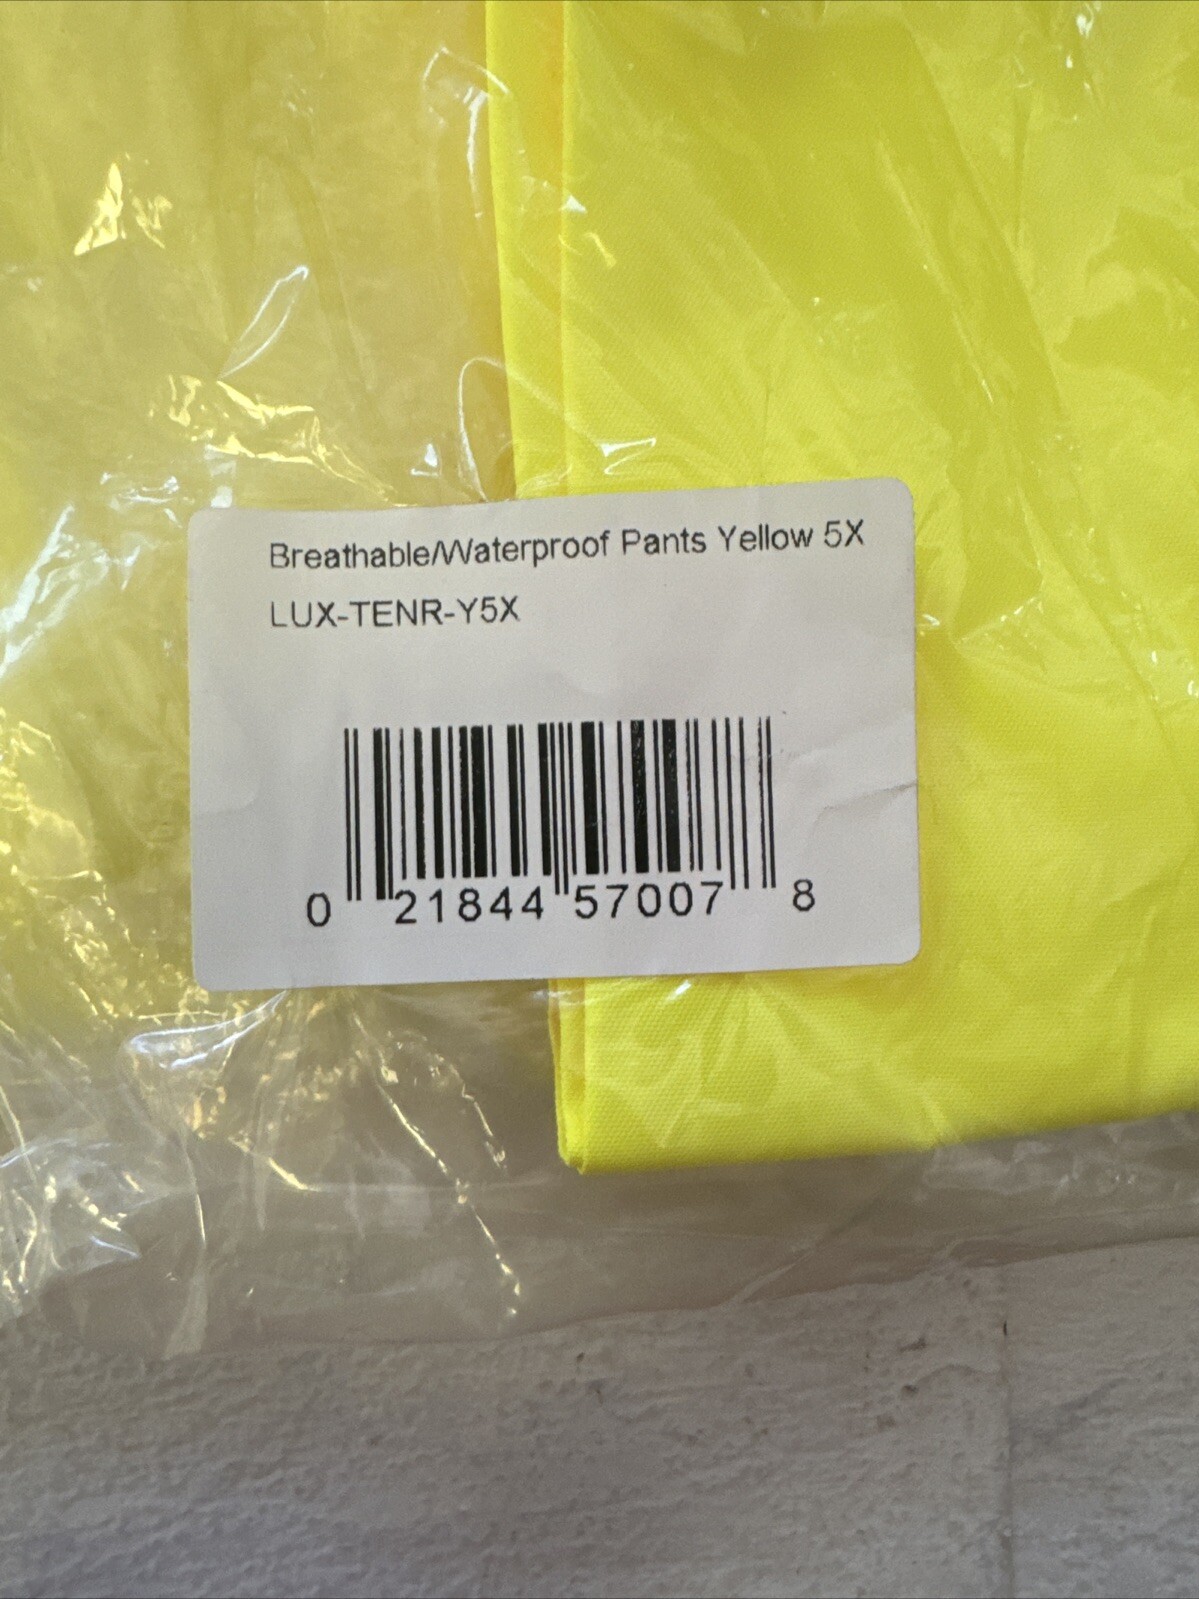 Breathable/Waterproof Pants Yellow 5X
LUX-TENR-Y5X
0 21844 57007 8